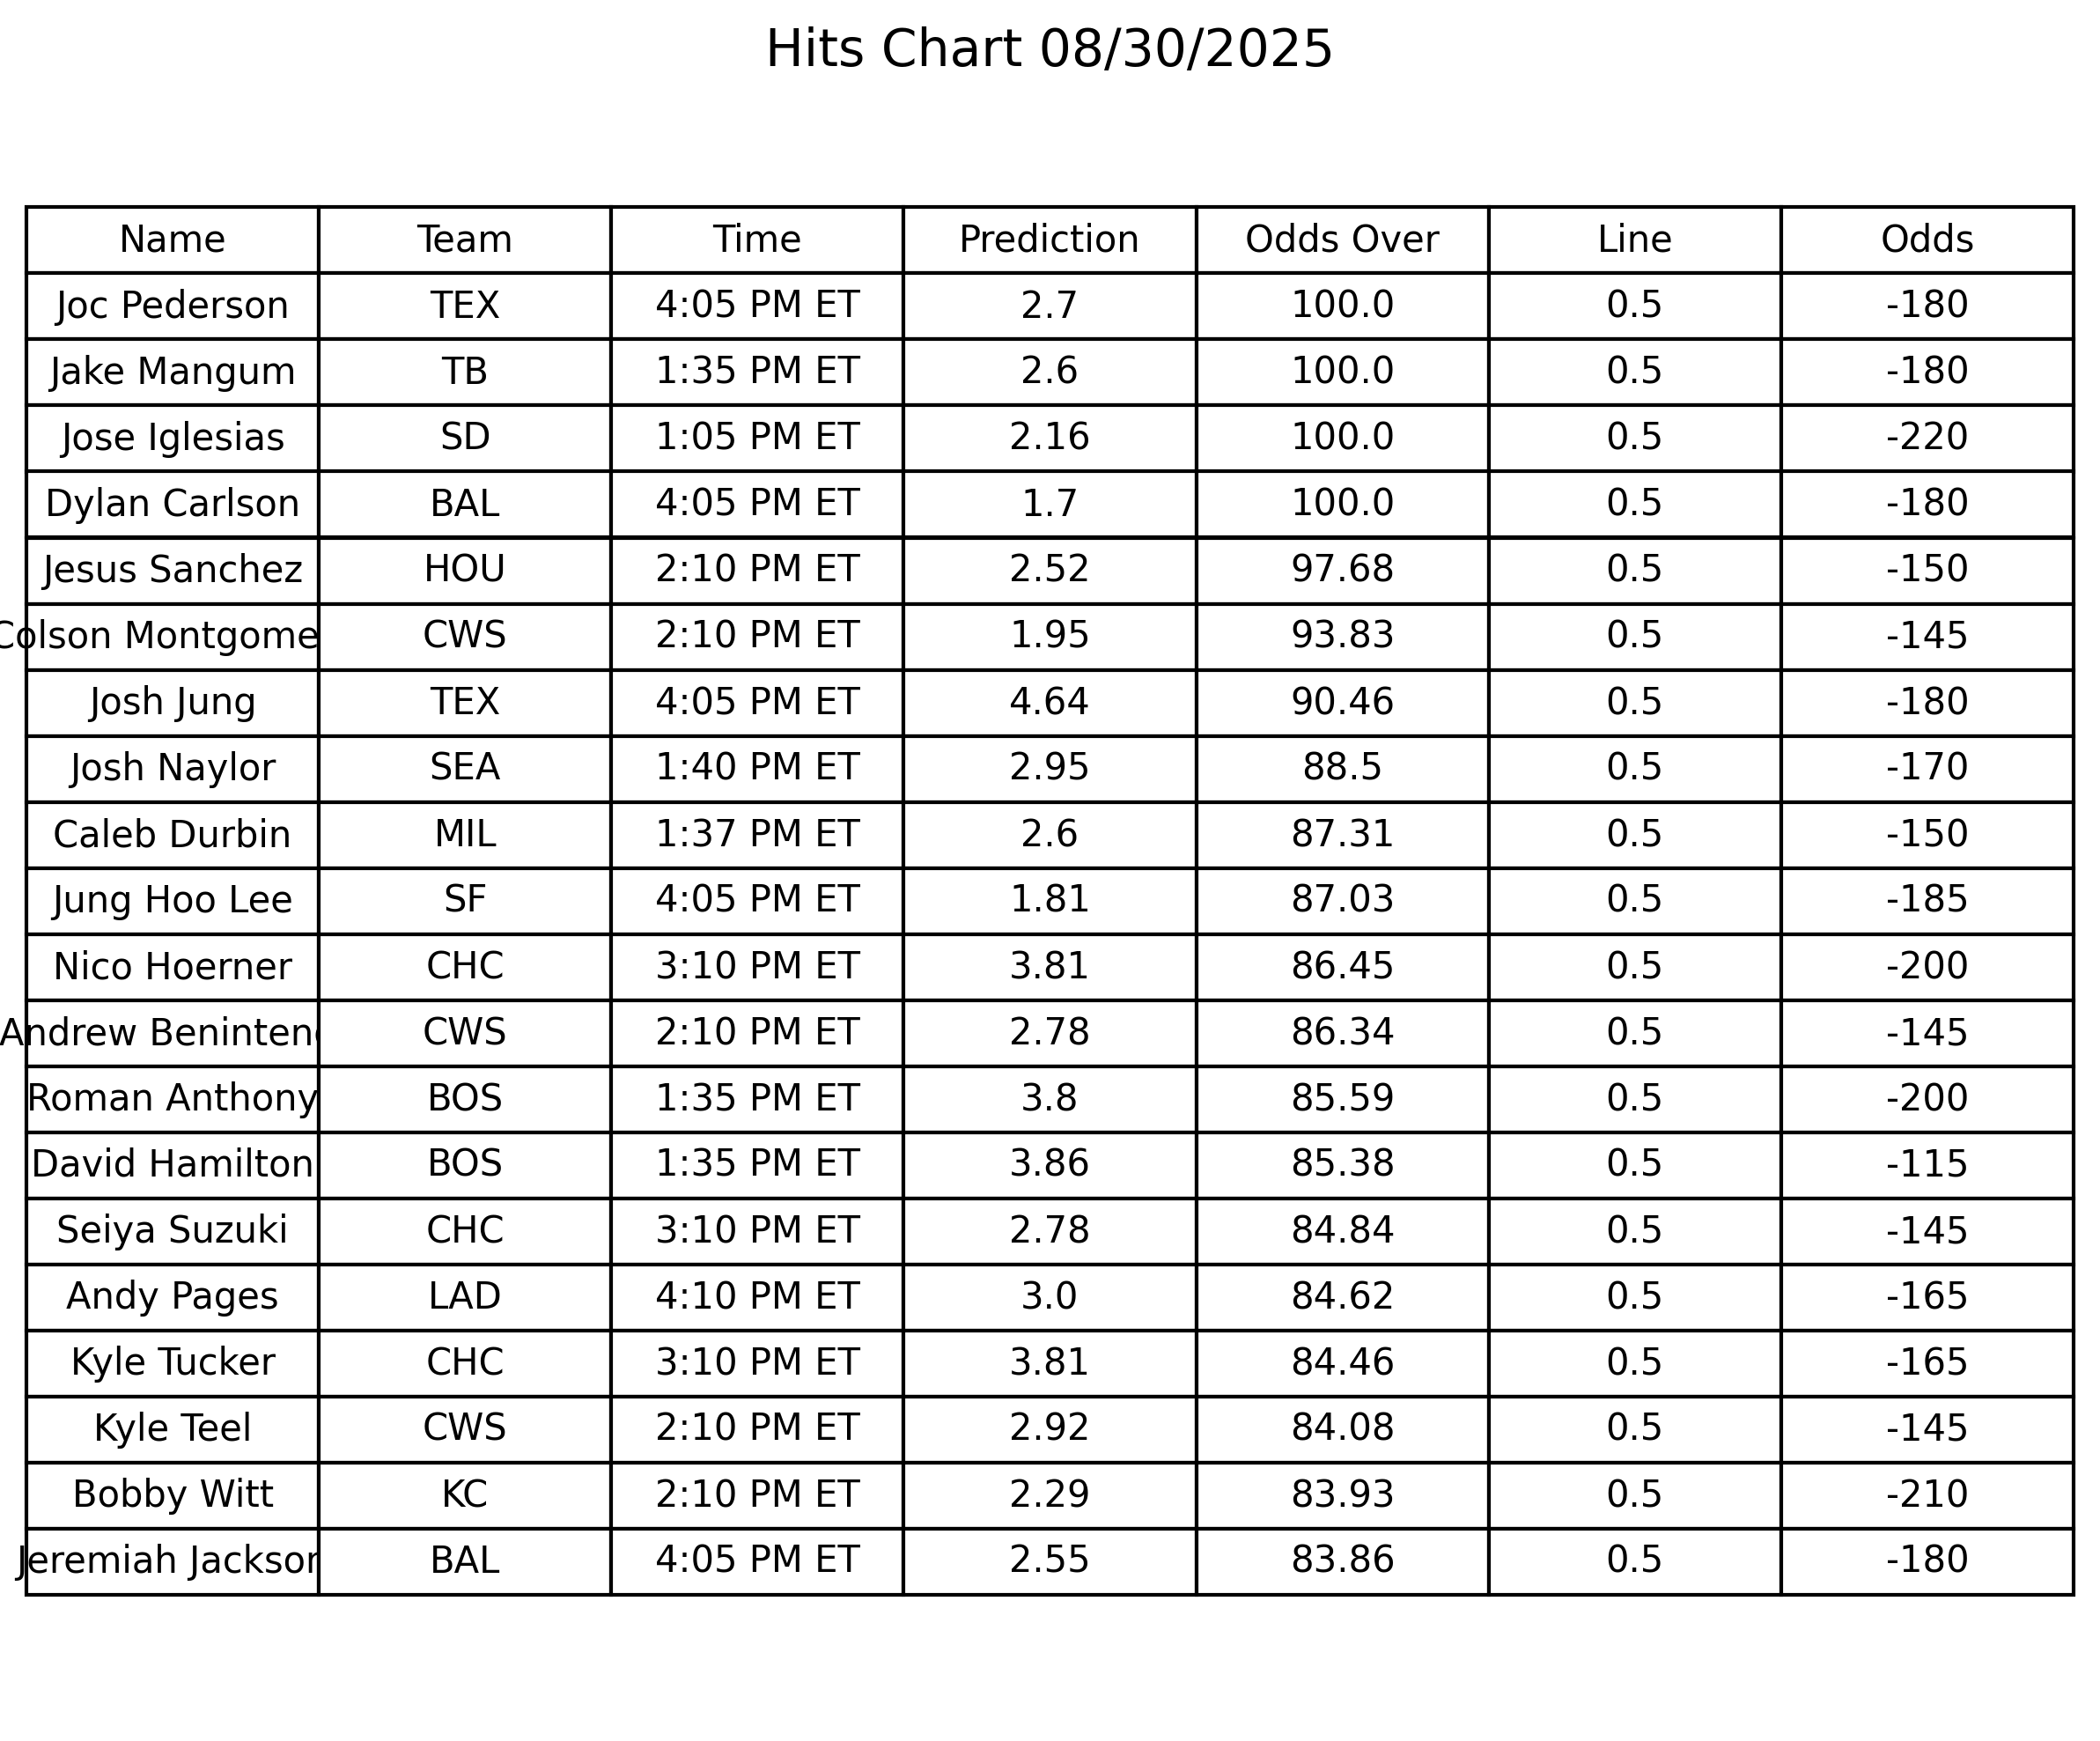 Hits Chart 08/30/2025
Name Team Time Prediction Odds Over Line Odds
Joc Pederson TEX 4:05 PM ET 2.7 100.0 0.5 -180
Jake Mangum TB 1:35 PM ET 2.6 100.0 0.5 -180
Jose Iglesias SD 1:05 PM ET 2.16 100.0 0.5 -220
Dylan Carlson BAL 4:05 PM ET 1.7 100.0 0.5 -180
Jesus Sanchez HOU 2:10 PM ET 2.52 97.68 0.5 -150
Colson Montgome CWS 2:10 PM ET 1.95 93.83 0.5 -145
Josh Jung TEX 4:05 PM ET 4.64 90.46 0.5 -180
Josh Naylor SEA 1:40 PM ET 2.95 88.5 0.5 -170
Caleb Durbin MIL 1:37 PM ET 2.6 87.31 0.5 -150
Jung Hoo Lee SF 4:05 PM ET 1.81 87.03 0.5 -185
Nico Hoerner CHC 3:10 PM ET 3.81 86.45 0.5 -200
Andrew Beninten CWS 2:10 PM ET 2.78 86.34 0.5 -145
Roman Anthony BOS 1:35 PM ET 3.8 85.59 0.5 -200
David Hamilton BOS 1:35 PM ET 3.86 85.38 0.5 -115
Seiya Suzuki CHC 3:10 PM ET 2.78 84.84 0.5 -145
Andy Pages LAD 4:10 PM ET 3.0 84.62 0.5 -165
Kyle Tucker CHC 3:10 PM ET 3.81 84.46 0.5 -165
Kyle Teel CWS 2:10 PM ET 2.92 84.08 0.5 -145
Bobby Witt KC 2:10 PM ET 2.29 83.93 0.5 -210
Jeremiah Jackson BAL 4:05 PM ET 2.55 83.86 0.5 -180